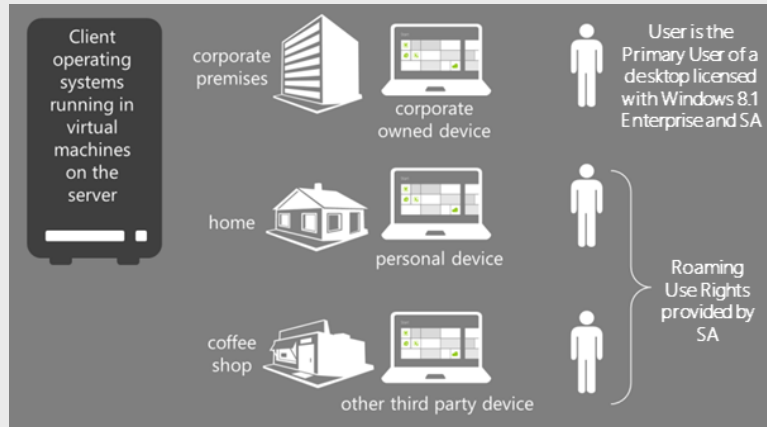 Client
operating
systems
running in
virtual
machines
on the
server
corporate
premises
corporate
owned device
User is the
Primary User of a
desktop licensed
with Windows 8.1
Enterprise and SA
home
personal device
coffee
shop
other third party device
Roaming
Use Rights
provided by
SA